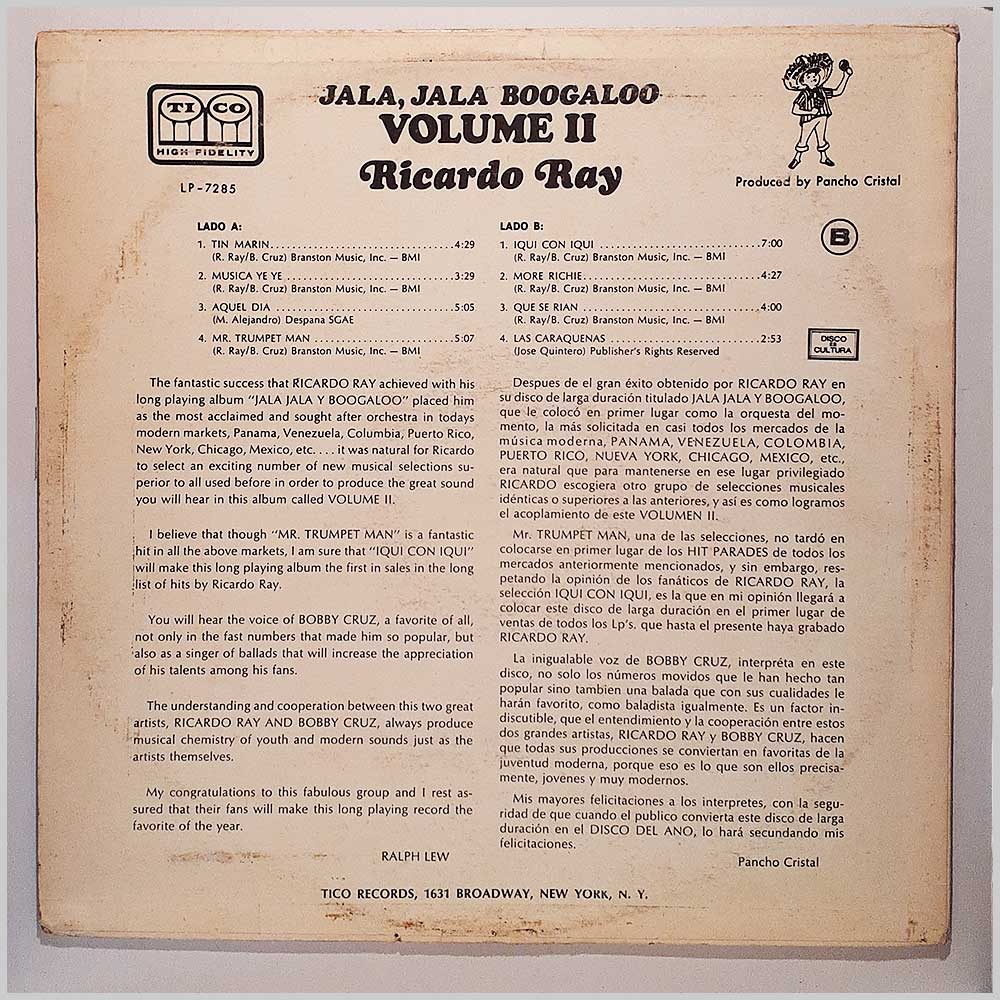 TICO
HIGH FIDELITY
LP-7285
JALA, JALA BOOGALOO
VOLUME II
Ricardo Ray
Produced by Pancho Cristal
LADO A:
1. TIN MARIN..............................4:29
(R. Ray/B. Cruz) Branston Music, Inc. — BMI
2. MUSICA YE YE...........................3:29
(R. Ray/B. Cruz) Branston Music, Inc. — BMI
3. AQUEL DIA .............................5:05
(M. Alejandro) Despana SGAE
4. MR. TRUMPET MAN .......................5:07
(R. Ray/B. Cruz) Branston Music, Inc. — BMI
LADO B:
1. IQUI CON IQUI .........................7:00
(R. Ray/B. Cruz) Branston Music, Inc. — BMI
2. MORE RICHIE............................4:27
(R. Ray/B. Cruz) Branston Music, Inc. — BMI
3. QUE SE RIAN ...........................4:00
(R. Ray/B. Cruz) Branston Music, Inc. — BMI
4. LAS CARAQUENAS ........................2:53
(Jose Quintero) Publisher's Rights Reserved
B
DISCO
ES
CULTURA
The fantastic success that RICARDO RAY achieved with his
long playing album "JALA JALA Y BOOGALOO" placed him
as the most acclaimed and sought after orchestra in todays
modern markets, Panama, Venezuela, Columbia, Puerto Rico,
New York, Chicago, Mexico, etc. . . . it was natural for Ricardo
to select an exciting number of new musical selections su-
perior to all used before in order to produce the great sound
you will hear in this album called VOLUME II.
I believe that though "MR. TRUMPET MAN" is a fantastic
hit in all the above markets, I am sure that "IQUI CON IQUI"
will make this long playing album the first in sales in the long
list of hits by Ricardo Ray.
You will hear the voice of BOBBY CRUZ, a favorite of all,
not only in the fast numbers that made him so popular, but
also as a singer of ballads that will increase the appreciation
of his talents among his fans.
The understanding and cooperation between this two great
artists, RICARDO RAY AND BOBBY CRUZ, always produce
musical chemistry of youth and modern sounds just as the
artists themselves.
My congratulations to this fabulous group and I rest as-
sured that their fans will make this long playing record the
favorite of the year.
RALPH LEW
Despues de el gran éxito obtenido por RICARDO RAY en
su disco de larga duración titulado JALA JALA Y BOOGALOO,
que le colocó en primer lugar como la orquesta del mo-
mento, la más solicitada en casi todos los mercados de la
música moderna, PANAMA, VENEZUELA, COLOMBIA,
PUERTO RICO, NUEVA YORK, CHICAGO, MEXICO, etc.,
era natural que para mantenerse en ese lugar privilegiado
RICARDO escogiera otro grupo de selecciones musicales
idénticas o superiores a las anteriores, y así es como logramos
el acoplamiento de este VOLUMEN II.
Mr. TRUMPET MAN, una de las selecciones, no tardó en
colocarse en primer lugar de los HIT PARADES de todos los
mercados anteriormente mencionados, y sin embargo, res-
petando la opinión de los fanáticos de RICARDO RAY, la
selección IQUI CON IQUI, es la que en mi opinión llegará a
colocar este disco de larga duración en el primer lugar de
ventas de todos los Lp's. que hasta el presente haya grabado
RICARDO RAY.
La inigualable voz de BOBBY CRUZ, interpréta en este
disco, no solo los números movidos que le han hecho tan
popular sino tambien una balada que con sus cualidades le
harán favorito, como baladista igualmente. Es un factor in-
discutible, que el entendimiento y la cooperación entre estos
dos grandes artistas, RICARDO RAY y BOBBY CRUZ, hacen
que todas sus producciones se conviertan en favoritas de la
juventud moderna, porque eso es lo que son ellos precisa-
mente, jovenes y muy modernos.
Mis mayores felicitaciones a los interpretes, con la segu-
ridad de que cuando el publico convierta este disco de larga
duración en el DISCO DEL ANO, lo hará secundando mis
felicitaciones.
Pancho Cristal
TICO RECORDS, 1631 BROADWAY, NEW YORK, N. Y.